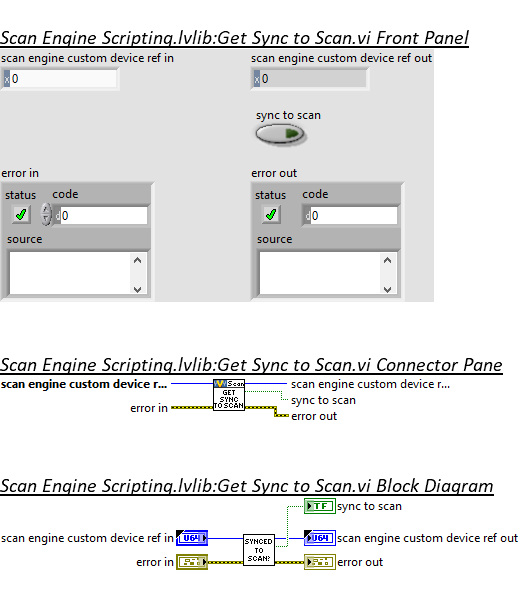 Scan Engine Scripting.lvlib:Get Sync to Scan.vi Front Panel
scan engine custom device ref in
scan engine custom device ref out
x 0
x 0
sync to scan
error in
error out
status code
status code
d 0
d 0
source
source
Scan Engine Scripting.lvlib:Get Sync to Scan.vi Connector Pane
scan engine custom device r...
Scan
scan engine custom device r...
GET
SYNC
TO SCAN
sync to scan
error in
error out
Scan Engine Scripting.lvlib:Get Sync to Scan.vi Block Diagram
TF sync to scan
scan engine custom device ref in U64
SYNCED
TO
SCAN?
U64 scan engine custom device ref out
error in
error out